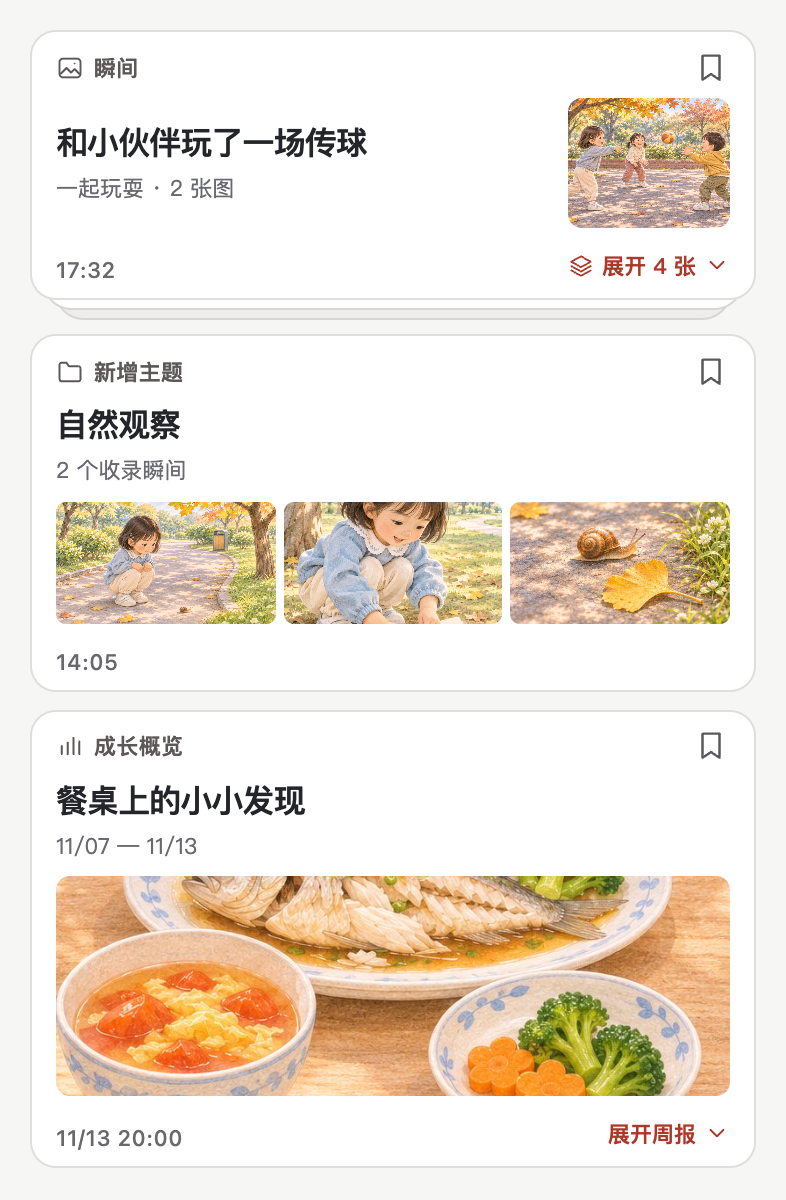 瞬间
和小伙伴玩了一场传球
一起玩耍 · 2 张图
17:32
展开 4 张
新增主题
自然观察
2 个收录瞬间
14:05
成长概览
餐桌上的小小发现
11/07 — 11/13
11/13 20:00
展开周报